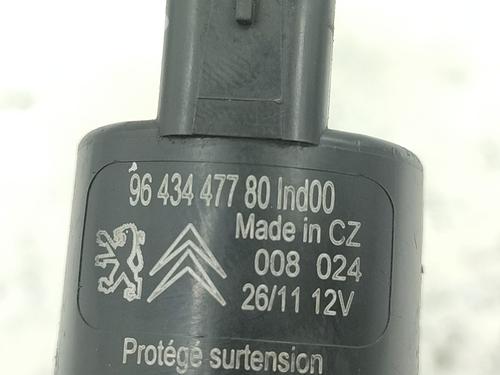 96 434 477 80 Ind00
Made in CZ
008 024
26/11 12V
Protégé surtension